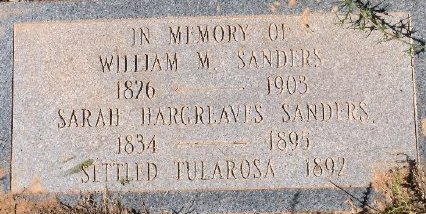 IN MEMORY OF
WILLIAM M. SANDERS
1826 — 1903
SARAH HARGREAVES SANDERS
1834 — 1895
SETTLED TULAROSA 1892